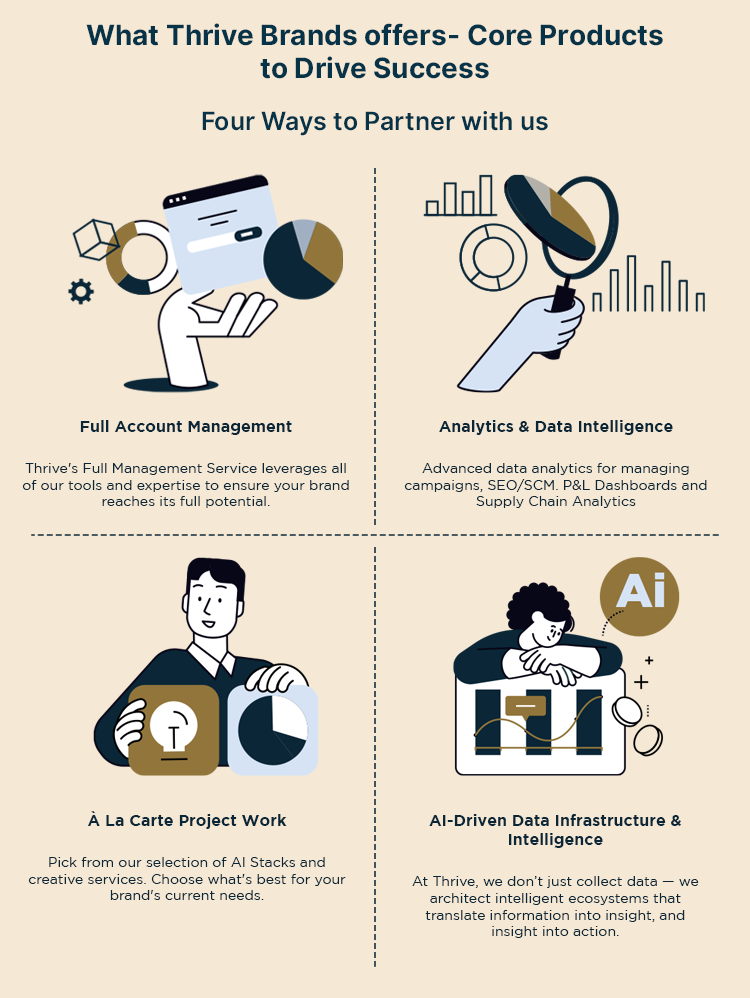 What Thrive Brands offers- Core Products
to Drive Success
Four Ways to Partner with us
Full Account Management
Thrive's Full Management Service leverages all
of our tools and expertise to ensure your brand
reaches its full potential.
Analytics & Data Intelligence
Advanced data analytics for managing
campaigns, SEO/SCM. P&L Dashboards and
Supply Chain Analytics
Ai
À La Carte Project Work
Pick from our selection of AI Stacks and
creative services. Choose what's best for your
brand's current needs.
AI-Driven Data Infrastructure &
Intelligence
At Thrive, we don’t just collect data — we
architect intelligent ecosystems that
translate information into insight, and
insight into action.